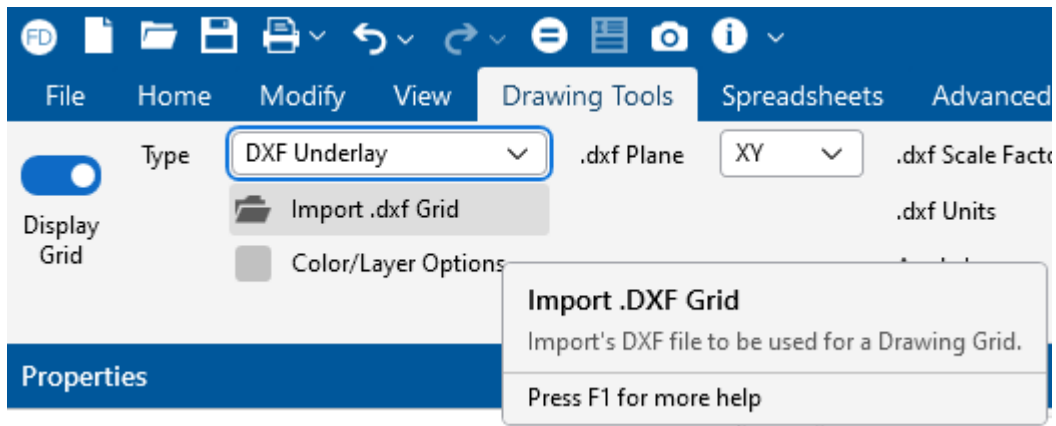 FD
File Home Modify View Drawing Tools Spreadsheets Advanced
Type DXF Underlay .dxf Plane XY .dxf Scale Facto
Import .dxf Grid .dxf Units
Display
Grid
Color/Layer Options
Import .DXF Grid
Import's DXF file to be used for a Drawing Grid.
Properties
Press F1 for more help